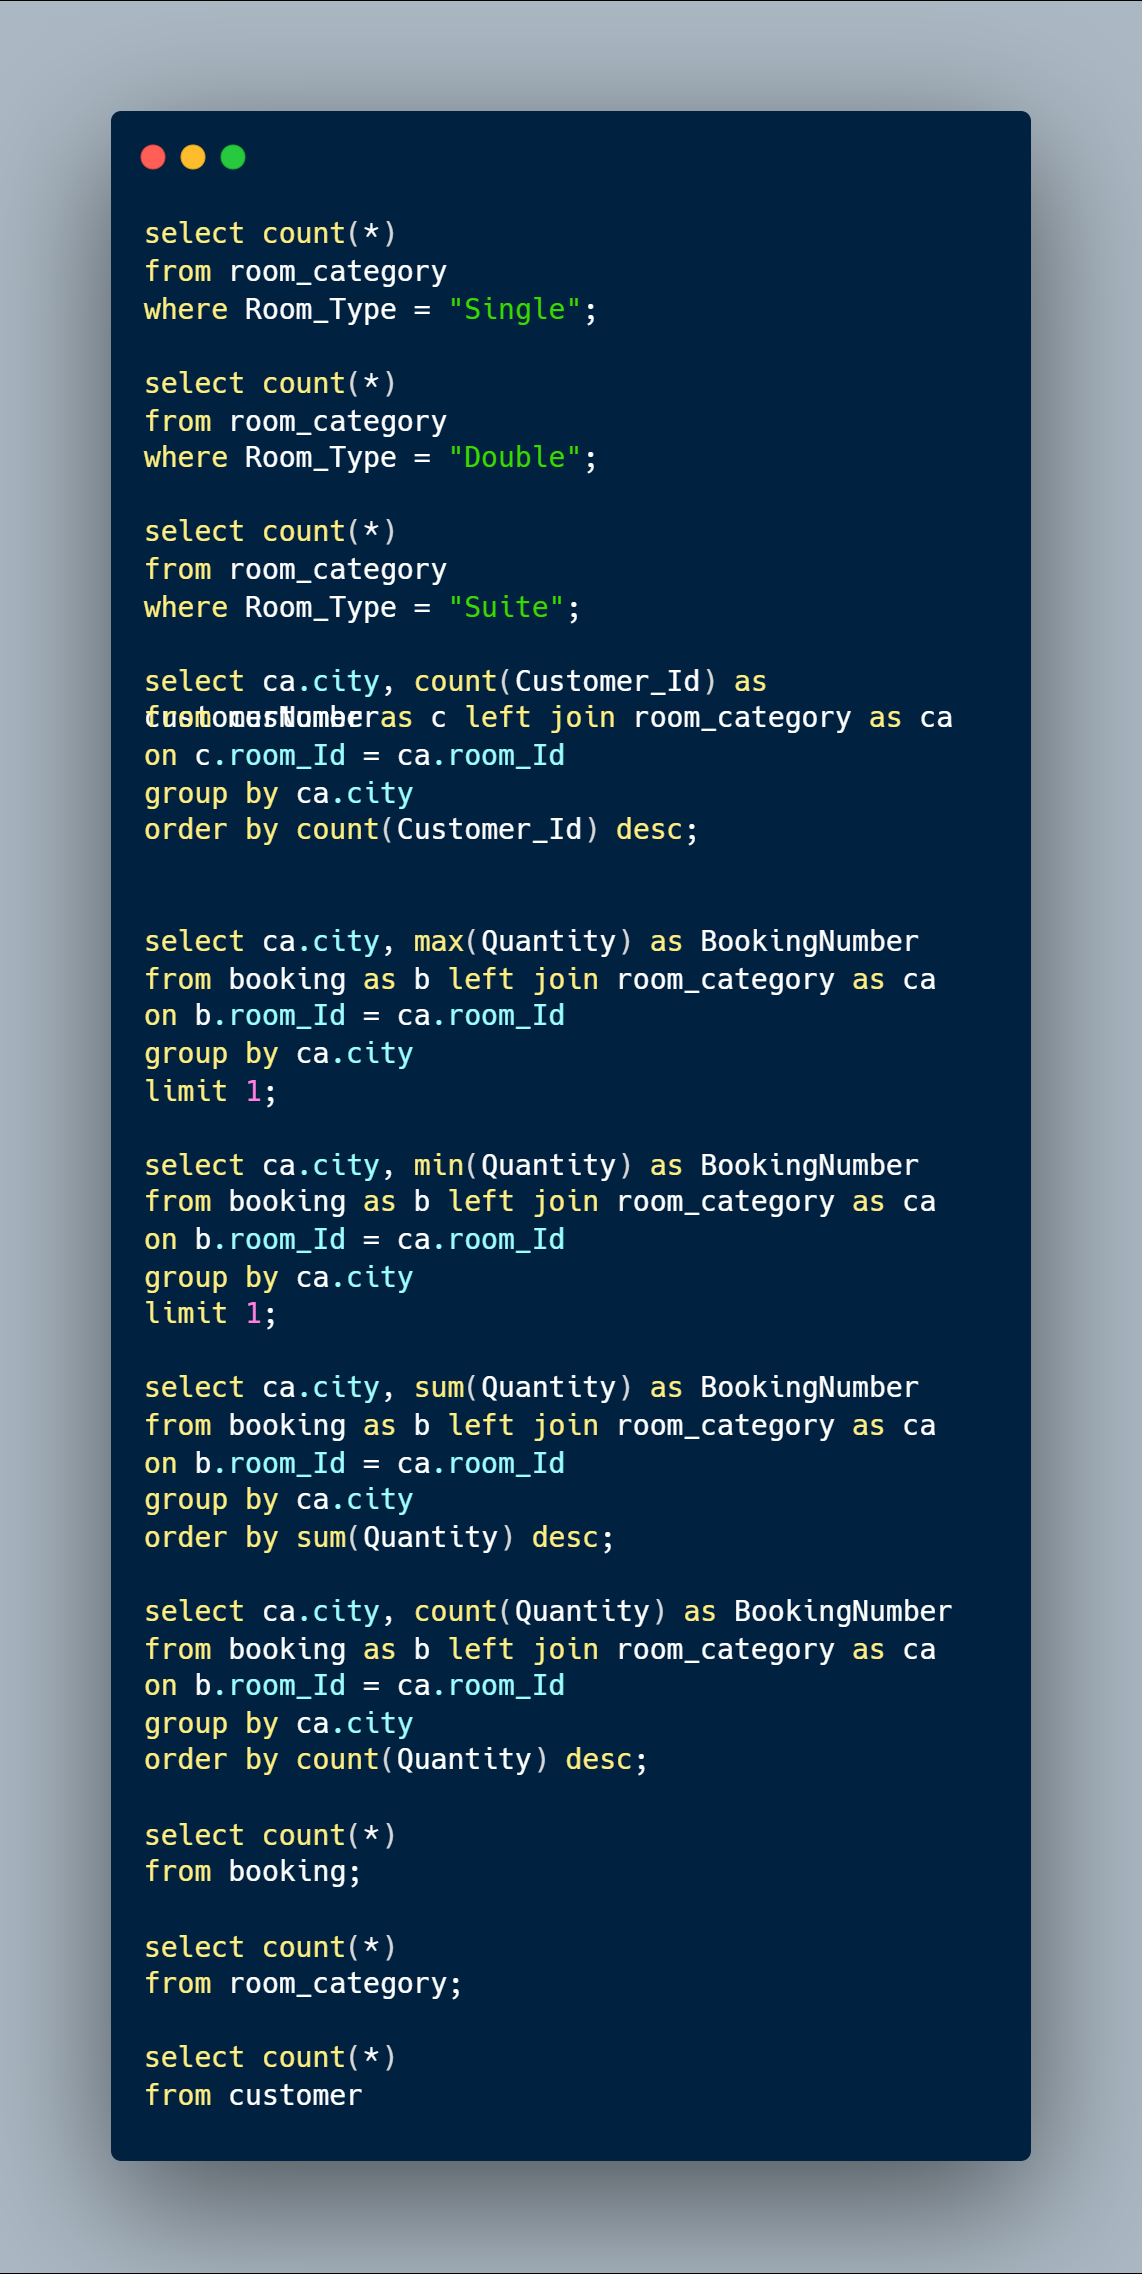 select count(*)
from room_category
where Room_Type = "Single";
select count(*)
from room_category
where Room_Type = "Double";
select count(*)
from room_category
where Room_Type = "Suite";
select ca.city, count(Customer_Id) as
customerNumber
from customer as c left join room_category as ca
on c.room_Id = ca.room_Id
group by ca.city
order by count(Customer_Id) desc;
select ca.city, max(Quantity) as BookingNumber
from booking as b left join room_category as ca
on b.room_Id = ca.room_Id
group by ca.city
limit 1;
select ca.city, min(Quantity) as BookingNumber
from booking as b left join room_category as ca
on b.room_Id = ca.room_Id
group by ca.city
limit 1;
select ca.city, sum(Quantity) as BookingNumber
from booking as b left join room_category as ca
on b.room_Id = ca.room_Id
group by ca.city
order by sum(Quantity) desc;
select ca.city, count(Quantity) as BookingNumber
from booking as b left join room_category as ca
on b.room_Id = ca.room_Id
group by ca.city
order by count(Quantity) desc;
select count(*)
from booking;
select count(*)
from room_category;
select count(*)
from customer